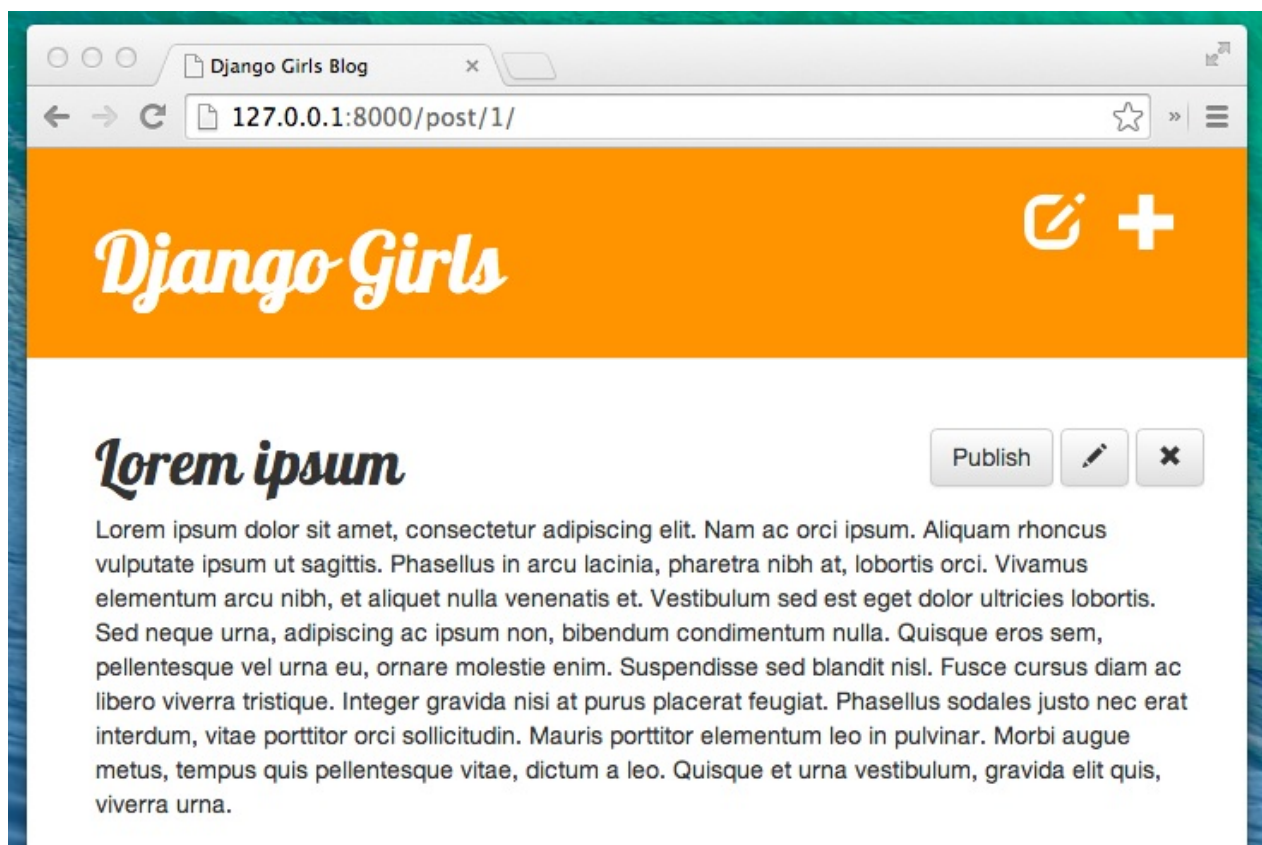 Django Girls Blog
127.0.0.1:8000/post/1/
Django Girls
Lorem ipsum
Publish
Lorem ipsum dolor sit amet, consectetur adipiscing elit. Nam ac orci ipsum. Aliquam rhoncus
vulputate ipsum ut sagittis. Phasellus in arcu lacinia, pharetra nibh at, lobortis orci. Vivamus
elementum arcu nibh, et aliquet nulla venenatis et. Vestibulum sed est eget dolor ultricies lobortis.
Sed neque urna, adipiscing ac ipsum non, bibendum condimentum nulla. Quisque eros sem,
pellentesque vel urna eu, ornare molestie enim. Suspendisse sed blandit nisl. Fusce cursus diam ac
libero viverra tristique. Integer gravida nisi at purus placerat feugiat. Phasellus sodales justo nec erat
interdum, vitae porttitor orci sollicitudin. Mauris porttitor elementum leo in pulvinar. Morbi augue
metus, tempus quis pellentesque vitae, dictum a leo. Quisque et urna vestibulum, gravida elit quis,
viverra urna.